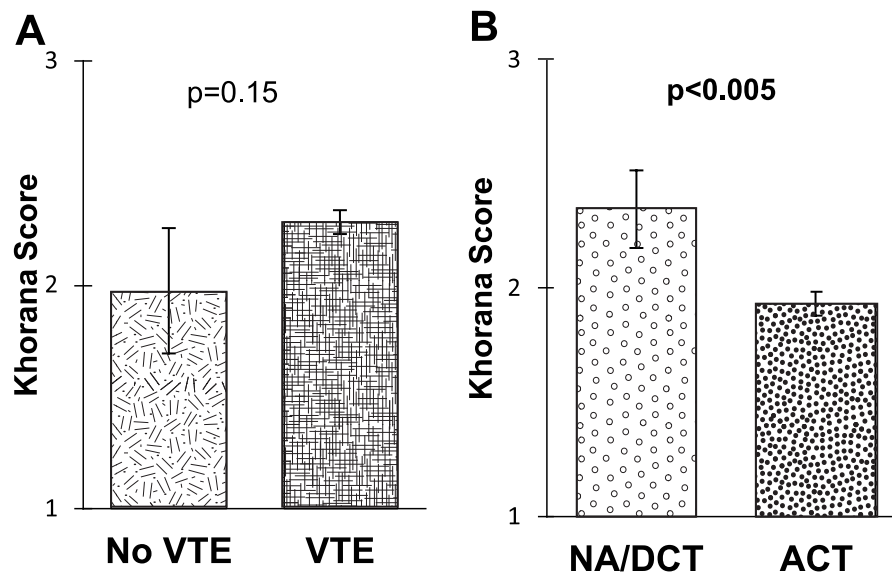 A
3
p=0.15
Khorana Score
2
1
No VTE
VTE
B
3
p<0.005
Khorana Score
2
1
NA/DCT
ACT